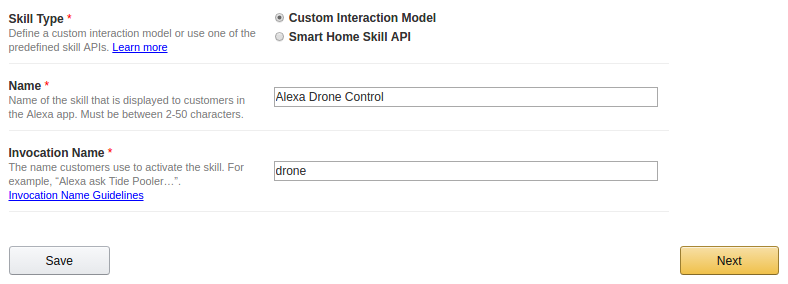 Skill Type *
Define a custom interaction model or use one of the
predefined skill APIs. Learn more
Custom Interaction Model
Smart Home Skill API
Name *
Name of the skill that is displayed to customers in
the Alexa app. Must be between 2-50 characters.
Alexa Drone Control
Invocation Name *
The name customers use to activate the skill. For
example, “Alexa ask Tide Pooler…”.
Invocation Name Guidelines
drone
Save
Next